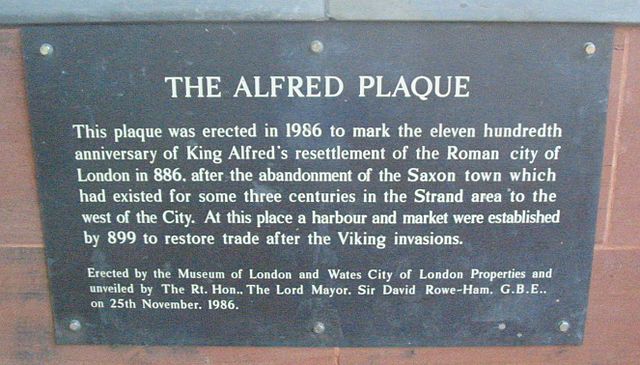 THE ALFRED PLAQUE
This plaque was erected in 1986 to mark the eleven hundredth
anniversary of King Alfred's resettlement of the Roman city of
London in 886, after the abandonment of the Saxon town which
had existed for some three centuries in the Strand area to the
west of the City. At this place a harbour and market were established
by 899 to restore trade after the Viking invasions.
Erected by the Museum of London and Wates City of London Properties and
unveiled by The Rt. Hon., The Lord Mayor, Sir David Rowe-Ham, G.B.E.,
on 25th November, 1986.